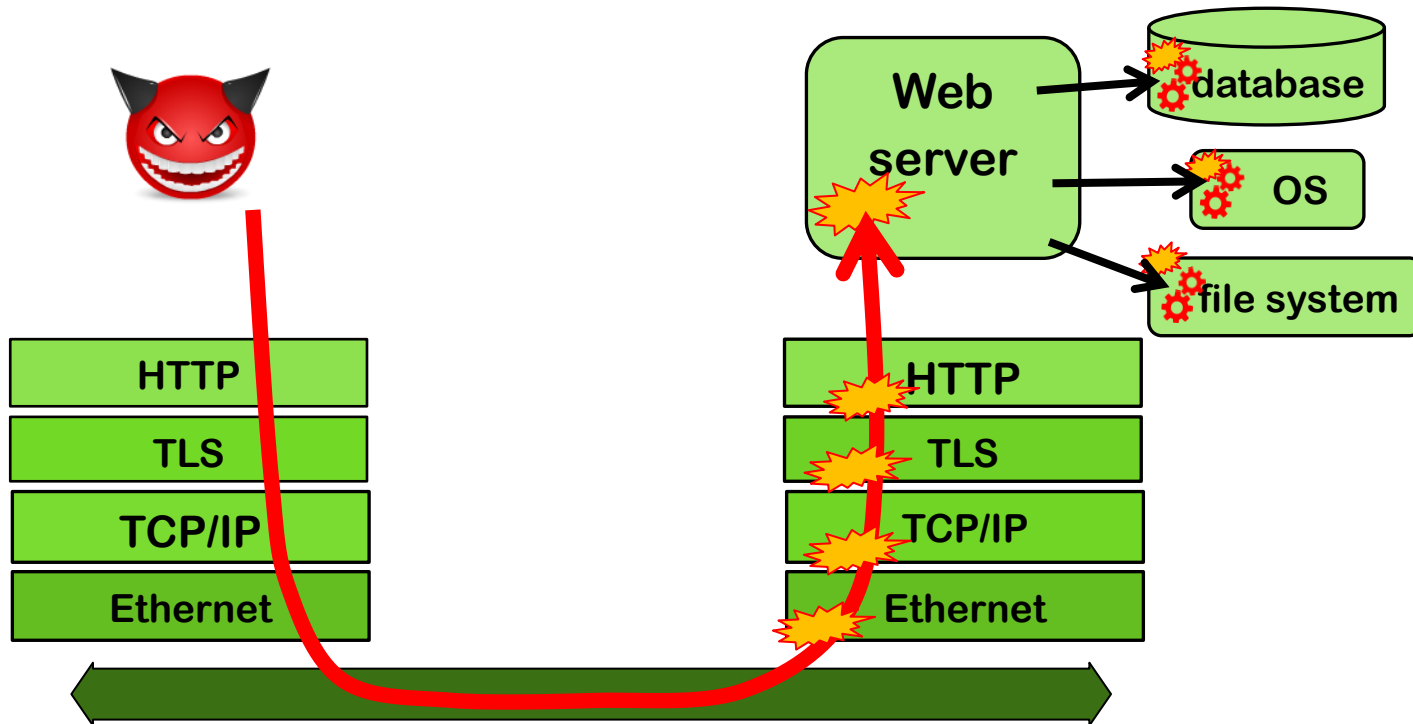 Web
server
database
OS
file system
HTTP
TLS
TCP/IP
Ethernet
HTTP
TLS
TCP/IP
Ethernet